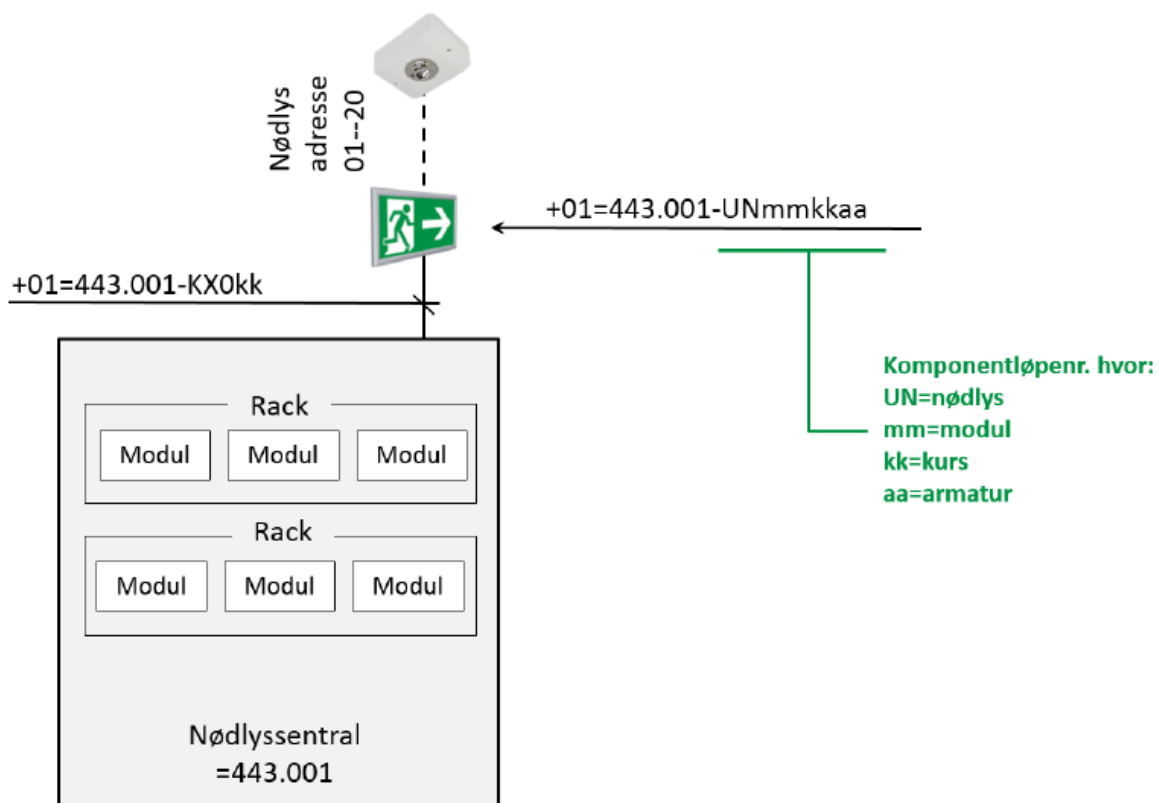 Nødlys
adresse
01--20
+01=443.001-UNmmkkaa
+01=443.001-KX0kk
Komponentløpenr. hvor:
UN=nødlys
mm=modul
kk=kurs
aa=armatur
Rack
Modul Modul Modul
Rack
Modul Modul Modul
Nødlyssentral
=443.001